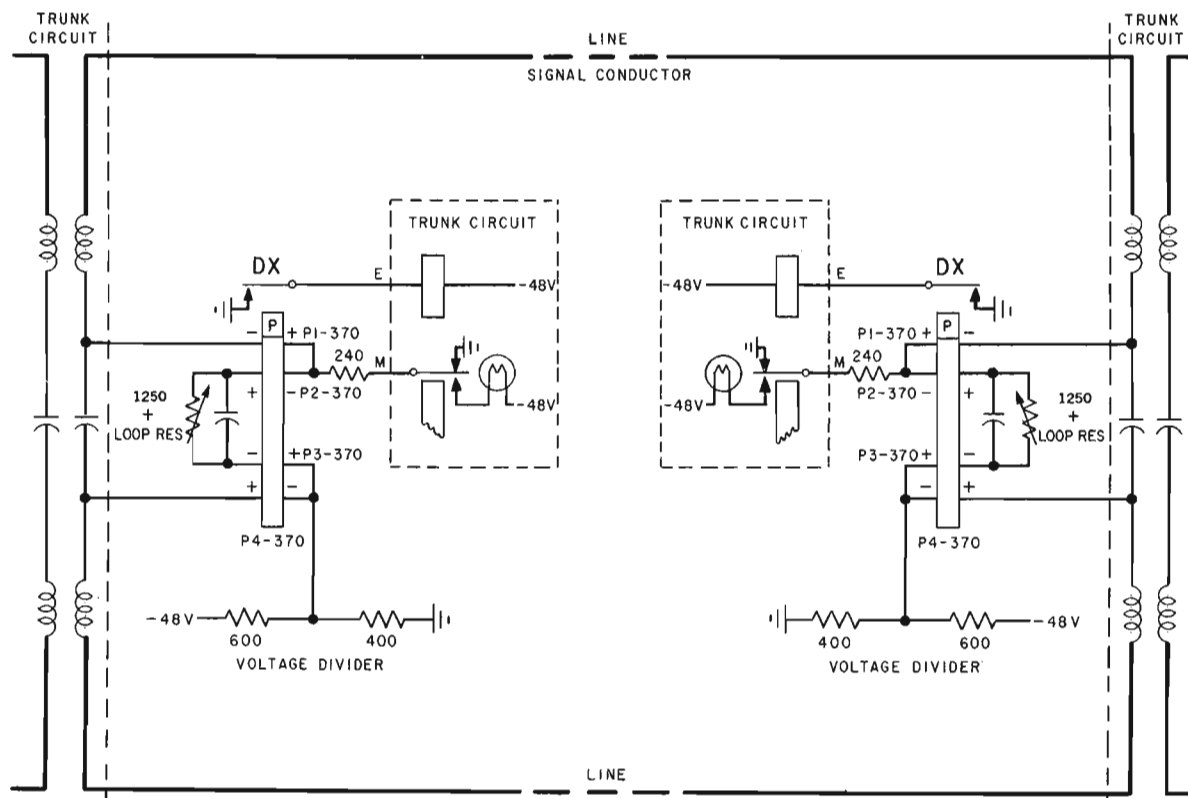 TRUNK
CIRCUIT
LINE
SIGNAL CONDUCTOR
TRUNK
CIRCUIT
TRUNK CIRCUIT
DX
E
-48V
P
- + P1-370
240
M
+ -P2-370
-48V
1250
+
LOOP RES
- +P3-370
+ -
P4-370
-48V
600
400
VOLTAGE DIVIDER
TRUNK CIRCUIT
-48V
E
DX
P
P1-370 + -
M
240
P2-370- +
-48V
1250
+
LOOP RES
P3-370+ -
- +
P4-370
400
600
-48V
VOLTAGE DIVIDER
LINE